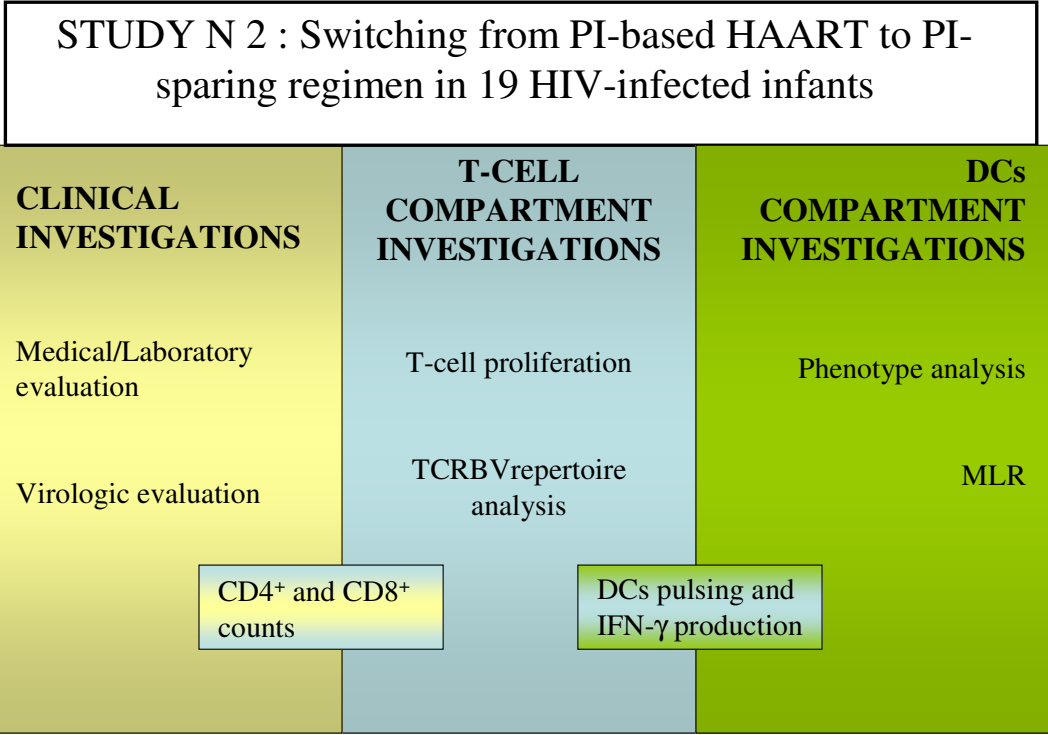 STUDY N 2 : Switching from PI-based HAART to PI-
sparing regimen in 19 HIV-infected infants
CLINICAL
INVESTIGATIONS
Medical/Laboratory
evaluation
Virologic evaluation
T-CELL
COMPARTMENT
INVESTIGATIONS
T-cell proliferation
TCRBVrepertoire
analysis
DCs
COMPARTMENT
INVESTIGATIONS
Phenotype analysis
MLR
CD4⁺ and CD8⁺
counts
DCs pulsing and
IFN-γ production